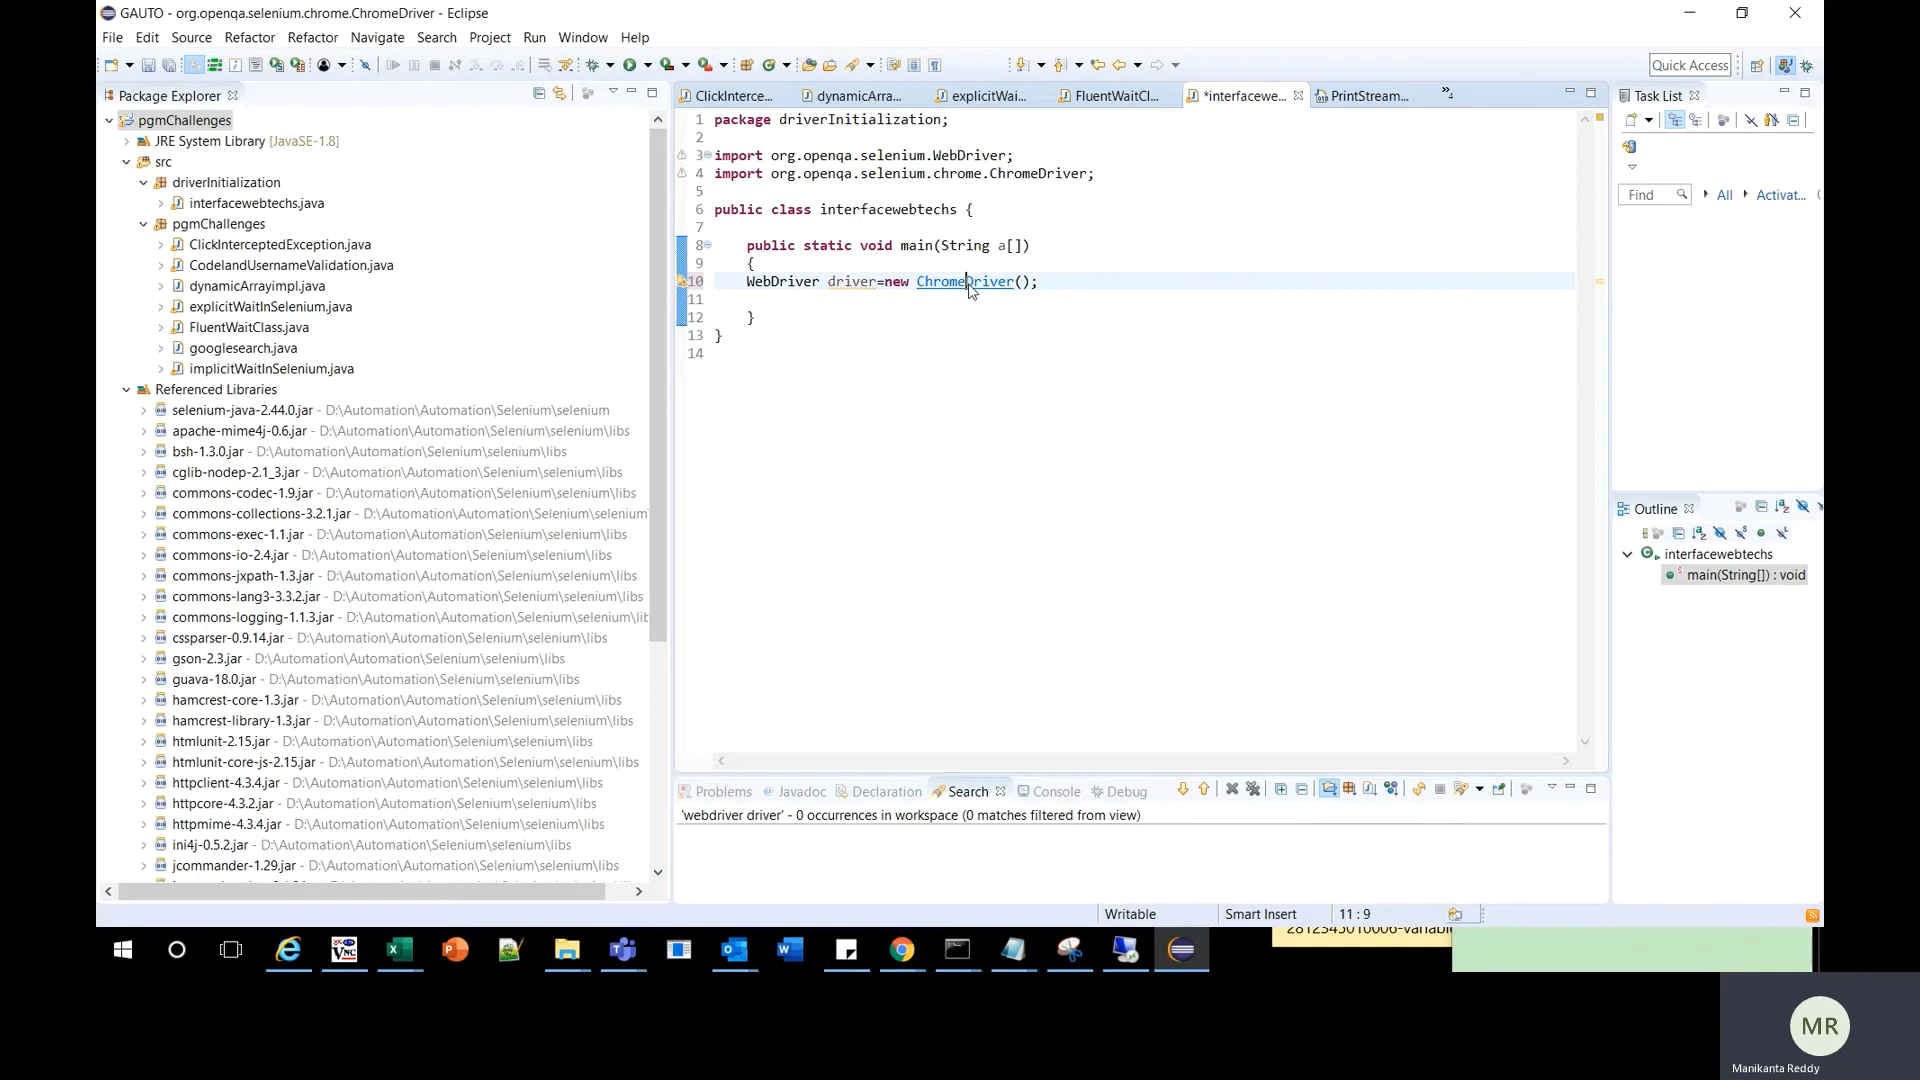 GAUTO - org.openqa.selenium.chrome.ChromeDriver - Eclipse
File Edit Source Refactor Refactor Navigate Search Project Run Window Help
Quick Access
Package Explorer
pgmChallenges
JRE System Library [JavaSE-1.8]
src
driverInitialization
interfacewebtechs.java
pgmChallenges
ClickInterceptedException.java
CodelandUsernameValidation.java
dynamicArrayimpl.java
explicitWaitInSelenium.java
FluentWaitClass.java
googlesearch.java
implicitWaitInSelenium.java
Referenced Libraries
selenium-java-2.44.0.jar - D:\Automation\Automation\Selenium\selenium
apache-mime4j-0.6.jar - D:\Automation\Automation\Selenium\selenium\libs
bsh-1.3.0.jar - D:\Automation\Automation\Selenium\selenium\libs
cglib-nodep-2.1_3.jar - D:\Automation\Automation\Selenium\selenium\libs
commons-codec-1.9.jar - D:\Automation\Automation\Selenium\selenium\libs
commons-collections-3.2.1.jar - D:\Automation\Automation\Selenium\selenium
commons-exec-1.1.jar - D:\Automation\Automation\Selenium\selenium\libs
commons-io-2.4.jar - D:\Automation\Automation\Selenium\selenium\libs
commons-jxpath-1.3.jar - D:\Automation\Automation\Selenium\selenium\libs
commons-lang3-3.3.2.jar - D:\Automation\Automation\Selenium\selenium\libs
commons-logging-1.1.3.jar - D:\Automation\Automation\Selenium\selenium\lib
cssparser-0.9.14.jar - D:\Automation\Automation\Selenium\selenium\libs
gson-2.3.jar - D:\Automation\Automation\Selenium\selenium\libs
guava-18.0.jar - D:\Automation\Automation\Selenium\selenium\libs
hamcrest-core-1.3.jar - D:\Automation\Automation\Selenium\selenium\libs
hamcrest-library-1.3.jar - D:\Automation\Automation\Selenium\selenium\libs
htmlunit-2.15.jar - D:\Automation\Automation\Selenium\selenium\libs
htmlunit-core-js-2.15.jar - D:\Automation\Automation\Selenium\selenium\libs
httpclient-4.3.4.jar - D:\Automation\Automation\Selenium\selenium\libs
httpcore-4.3.2.jar - D:\Automation\Automation\Selenium\selenium\libs
httpmime-4.3.4.jar - D:\Automation\Automation\Selenium\selenium\libs
ini4j-0.5.2.jar - D:\Automation\Automation\Selenium\selenium\libs
jcommander-1.29.jar - D:\Automation\Automation\Selenium\selenium\libs
ClickInterce... dynamicArra... explicitWai... FluentWaitCl... *interfacewe... PrintStream... »4
1 package driverInitialization;
2
3 import org.openqa.selenium.WebDriver;
4 import org.openqa.selenium.chrome.ChromeDriver;
5
6 public class interfacewebtechs {
7
8 public static void main(String a[])
9 {
10 WebDriver driver=new ChromeDriver();
11
12 }
13 }
14
Task List
Find All Activat...
Outline
interfacewebtechs
main(String[]) : void
Problems Javadoc Declaration Search Console Debug
'webdriver driver' - 0 occurrences in workspace (0 matches filtered from view)
Writable Smart Insert 11 : 9
2812345010006-variable
MR
Manikanta Reddy